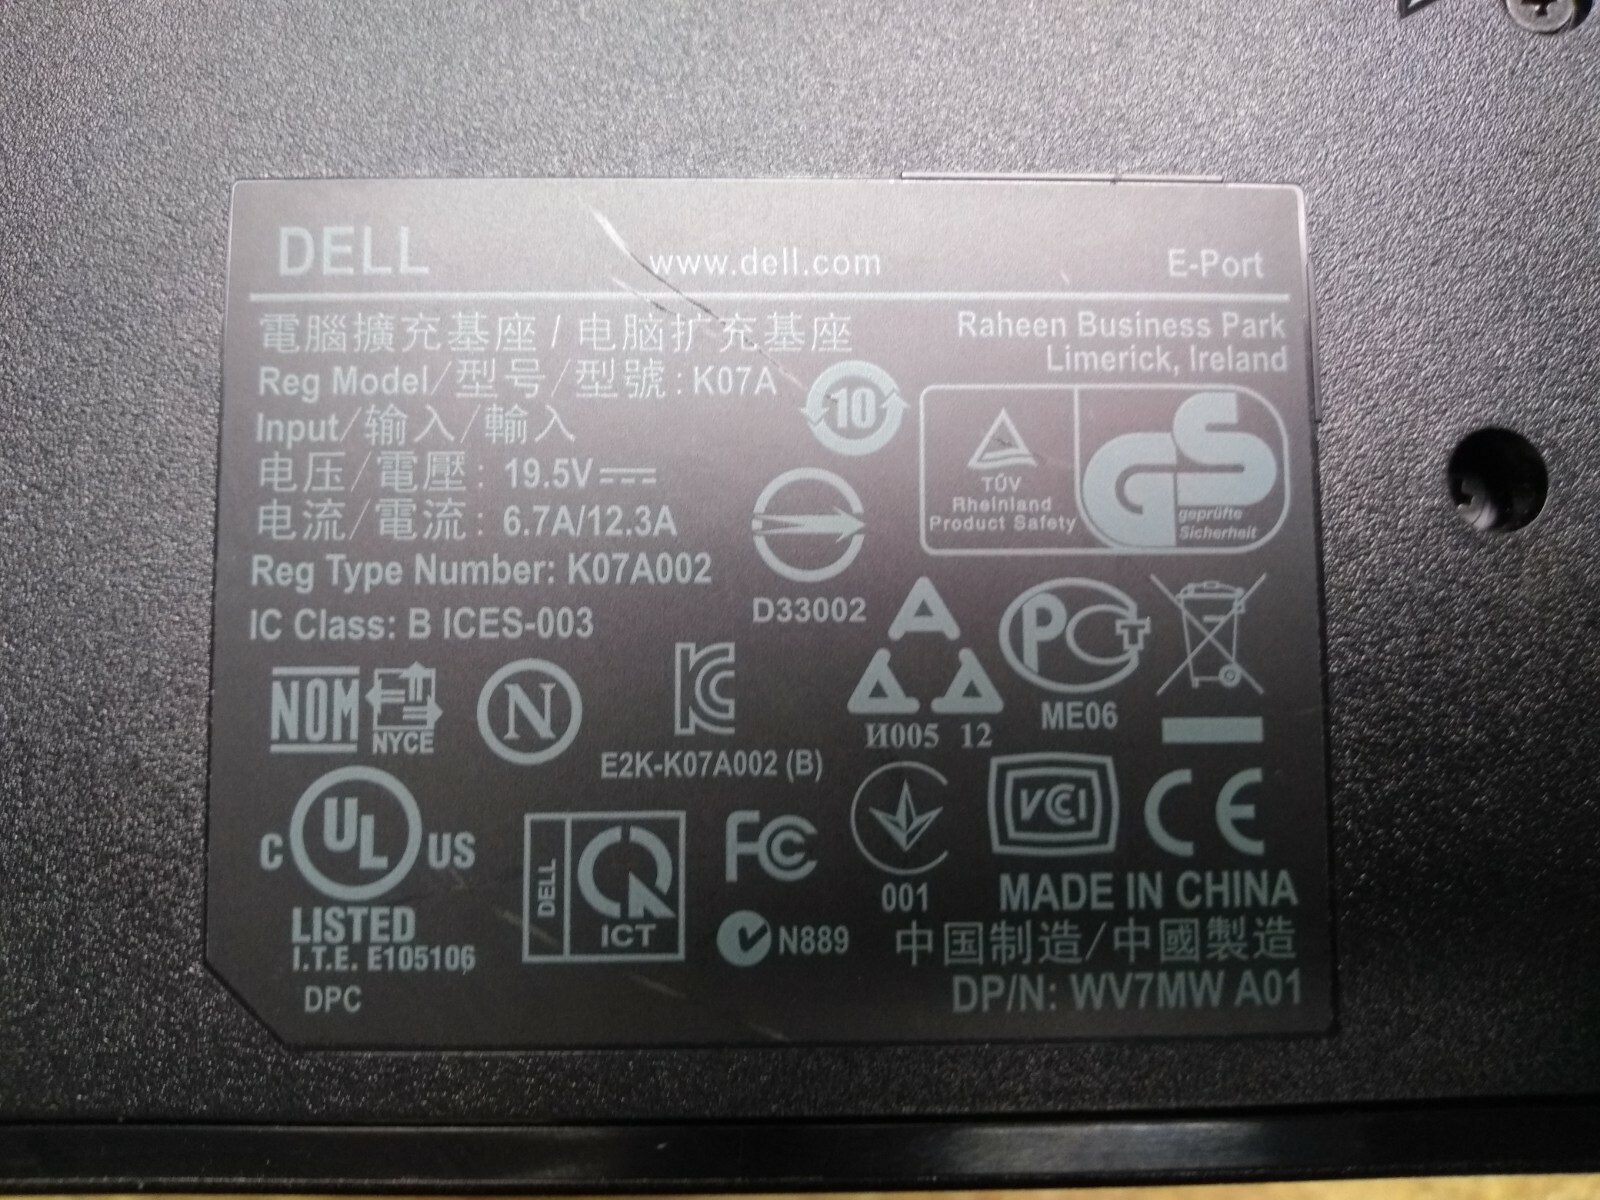 DELL www.dell.com E-Port
電腦擴充基座 / 电脑扩充基座
Raheen Business Park
Limerick, Ireland
Reg Model/型号/型號: K07A
Input/输入/輸入
电压/電壓: 19.5V
电流/電流: 6.7A/12.3A
Reg Type Number: K07A002
IC Class: B ICES-003
10
D33002
TÜV
Rheinland
Product Safety
GS
geprüfte
Sicherheit
NOM
NYCE
N
KC
E2K-K07A002 (B)
И005 12
РСТ
ME06
C UL US
LISTED
I.T.E. E105106
DPC
DELL
ICT
FC
N889
001
VCI
CE
MADE IN CHINA
中国制造/中國製造
DP/N: WV7MW A01